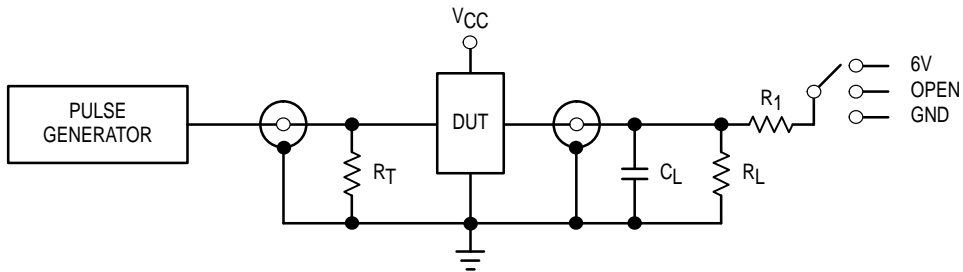 VCC
PULSE
GENERATOR
RT
DUT
CL
RL
R1
6V
OPEN
GND